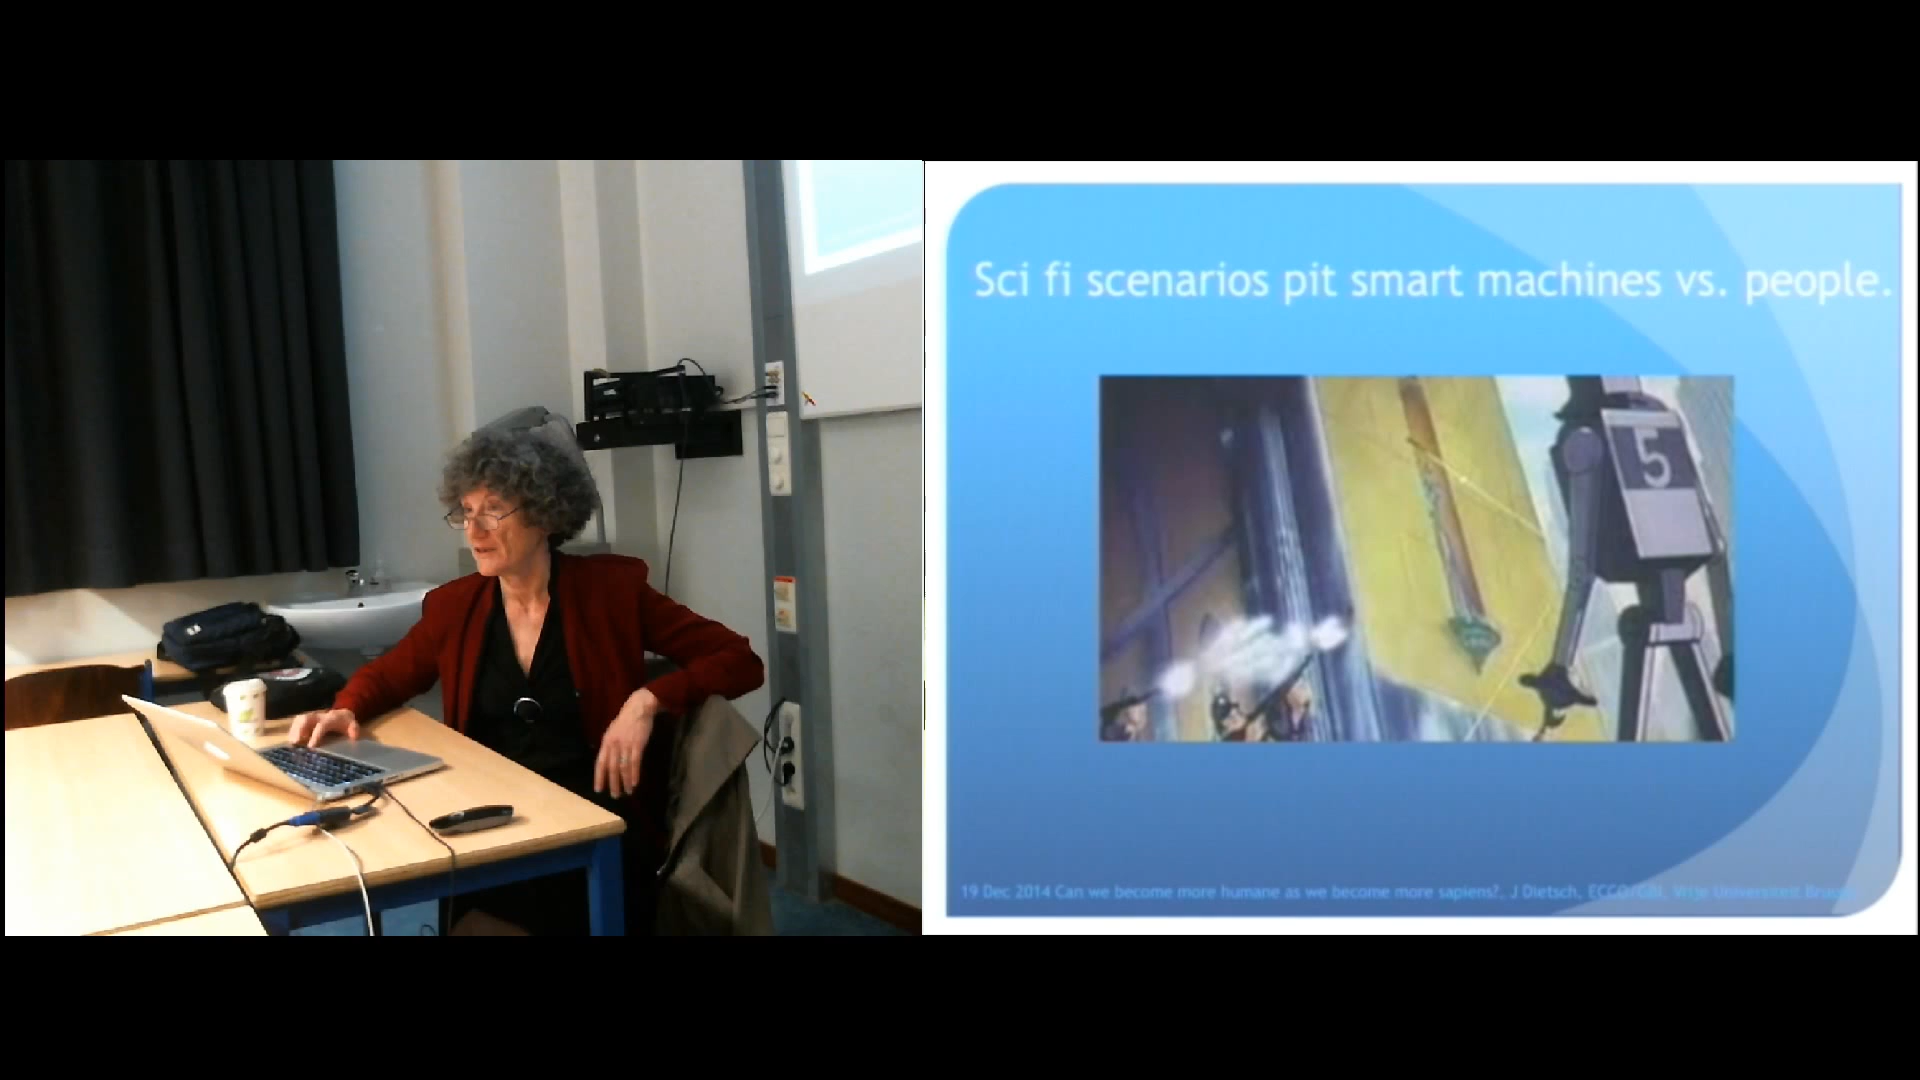 Sci fi scenarios pit smart machines vs. people.
5
19 Dec 2014 Can we become more humane as we become more sapiens?, J Dietsch, ECCO/GBI, Vrije Universiteit